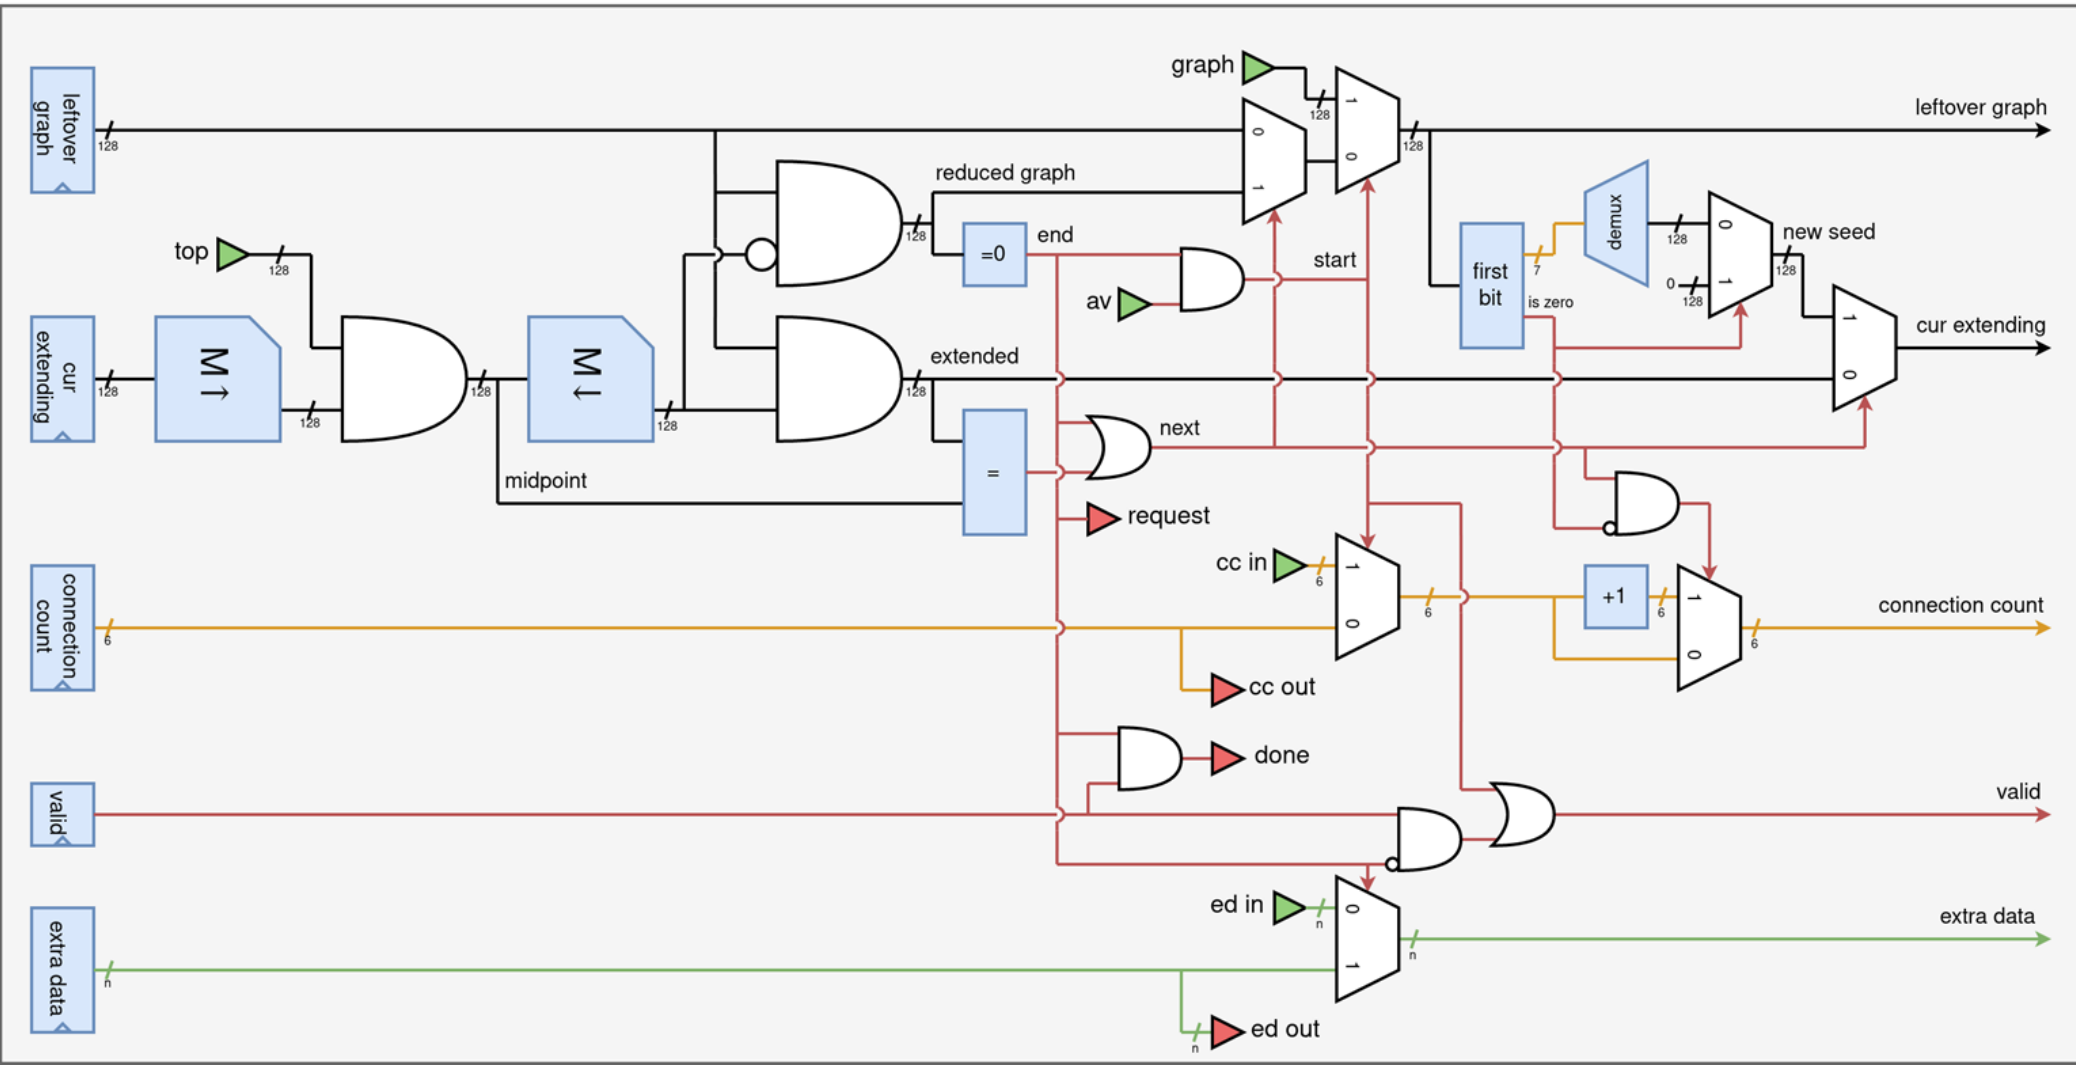 graph
leftover
graph
128
128
1
128
leftover graph
0
0
128
1
reduced graph
top
128
128
=0
end
av
start
first
bit
7
is zero
demux
128
0
0
128
1
new seed
128
1
cur extending
0
cur
extending
128
M↑
128
128
M↓
128
extended
128
midpoint
=
next
request
connection
count
6
cc in
6
1
0
6
+1
6
1
0
6
connection count
cc out
done
valid
valid
ed in
n
0
1
n
extra data
extra data
n
n
ed out